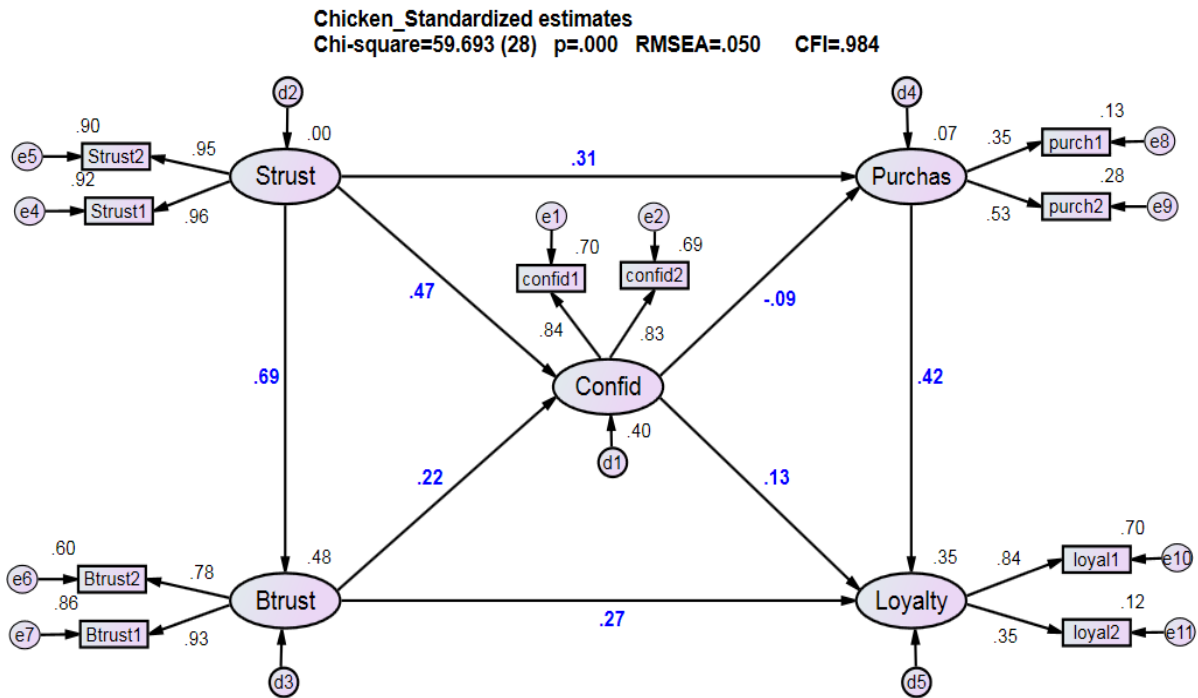 Chicken_Standardized estimates
Chi-square=59.693 (28) p=.000 RMSEA=.050 CFI=.984
d2
d4
.90
.00
.07
.13
e5
Strust2
.95
.35
purch1
e8
.92
Strust
.31
Purchas
.28
e4
Strust1
.96
.53
purch2
e9
e1
e2
.70
.69
confid1
confid2
.47
-.09
.84
.83
.69
Confid
.42
.40
d1
.22
.13
.60
.48
.35
.70
e6
Btrust2
.78
.84
loyal1
e10
.86
Btrust
.27
Loyalty
.12
e7
Btrust1
.93
.35
loyal2
e11
d3
d5